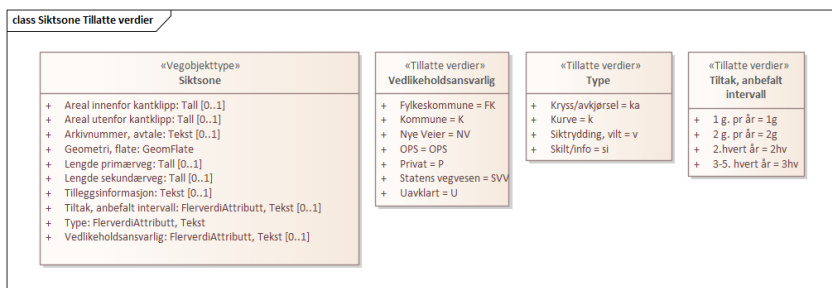 class Siktsone Tillatte verdier
«Vegobjekttype»
Siktsone
+ Areal innenfor kantklipp: Tall [0..1]
+ Areal utenfor kantklipp: Tall [0..1]
+ Arkivnummer, avtale: Tekst [0..1]
+ Geometri, flate: GeomFlate
+ Lengde primærveg: Tall [0..1]
+ Lengde sekundærveg: Tall [0..1]
+ Tilleggsinformasjon: Tekst [0..1]
+ Tiltak, anbefalt intervall: FlerverdiAttributt, Tekst [0..1]
+ Type: FlerverdiAttributt, Tekst
+ Vedlikeholdsansvarlig: FlerverdiAttributt, Tekst [0..1]
«Tillatte verdier»
Vedlikeholdsansvarlig
+ Fylkeskommune = FK
+ Kommune = K
+ Nye Veier = NV
+ OPS = OPS
+ Privat = P
+ Statens vegvesen = SVV
+ Uavklart = U
«Tillatte verdier»
Type
+ Kryss/avkjørsel = ka
+ Kurve = k
+ Siktrydding, vilt = v
+ Skilt/info = si
«Tillatte verdier»
Tiltak, anbefalt
intervall
+ 1 g. pr år = 1g
+ 2 g. pr år = 2g
+ 2.hvert år = 2hv
+ 3-5. hvert år = 3hv